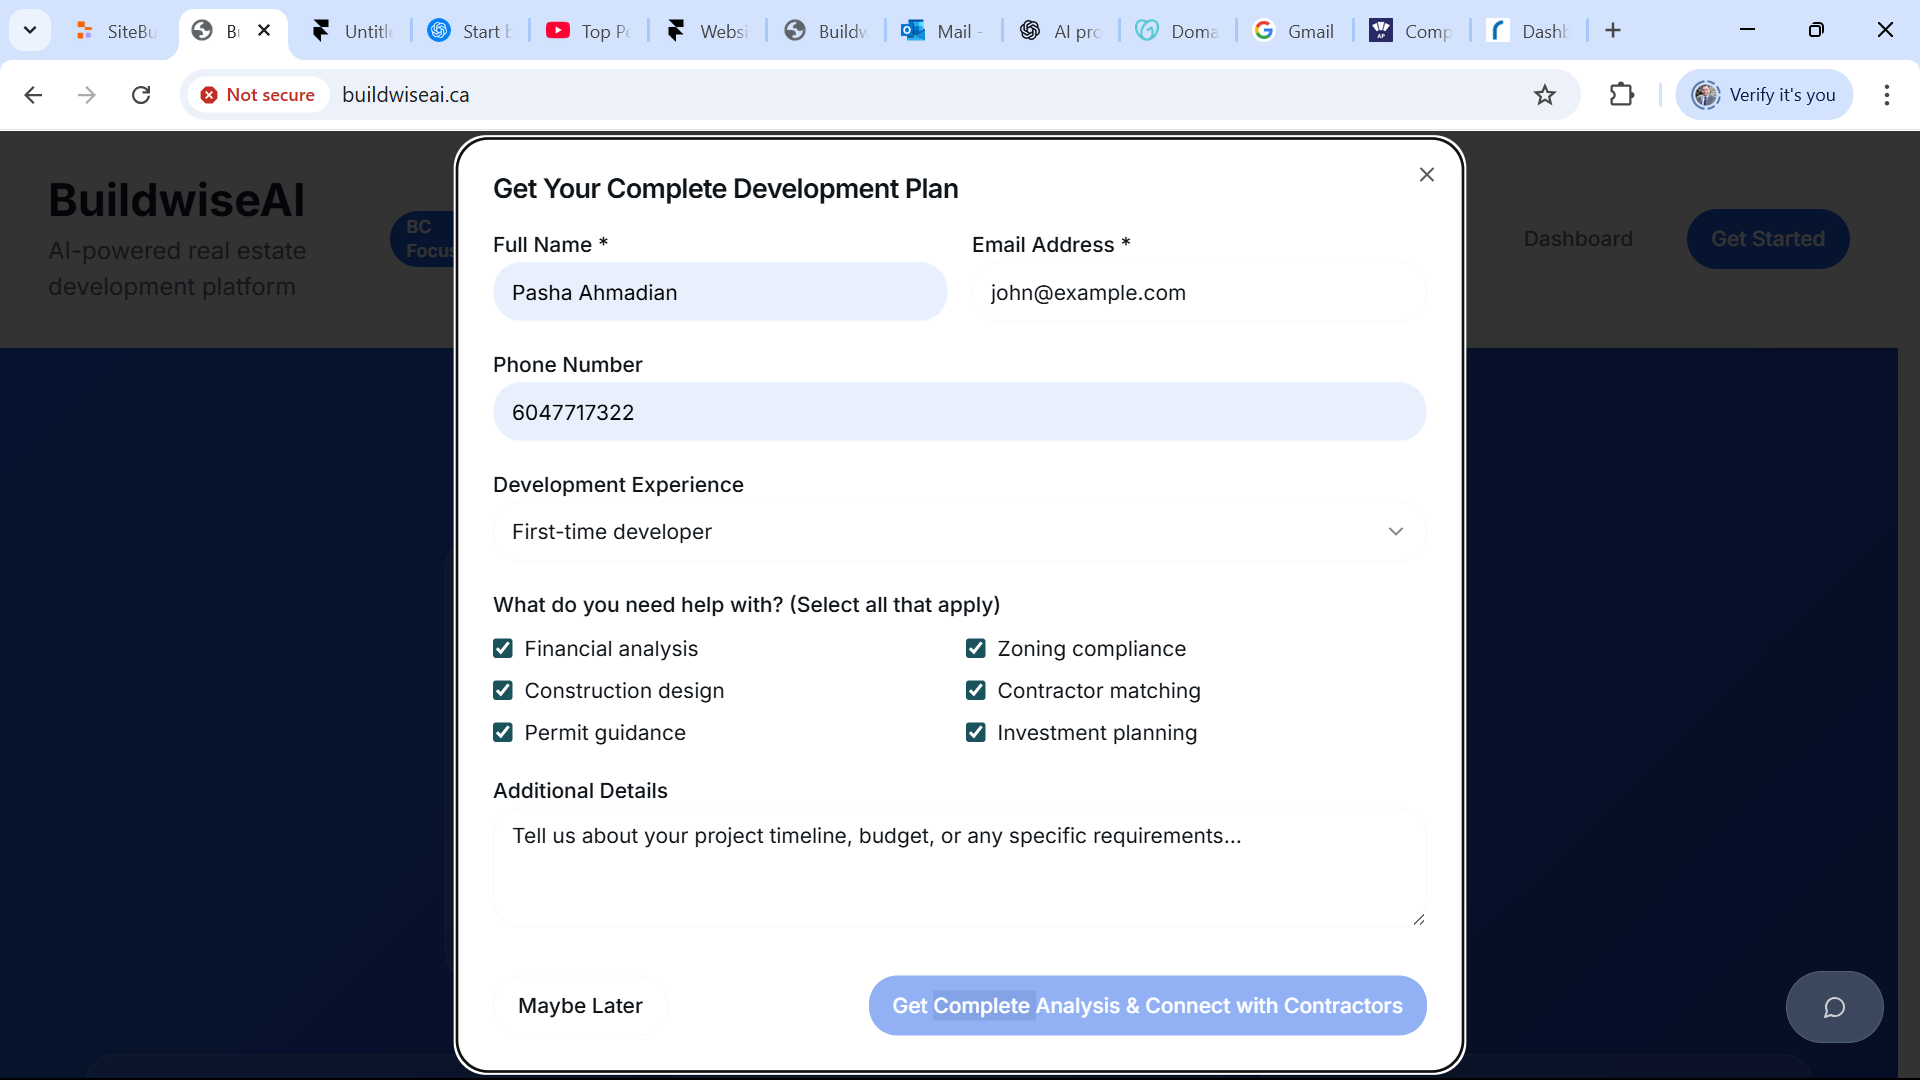 SiteBu
Bu
Untitle
Start b
Top Pe
Websi
Buildw
Mail -
AI pro
Doma
Gmail
Comp
Dashb
Not secure
buildwiseai.ca
Verify it's you
BuildwiseAI
AI-powered real estate
development platform
BC
Focus
Dashboard
Get Started
Get Your Complete Development Plan
Full Name *
Email Address *
Pasha Ahmadian
john@example.com
Phone Number
6047717322
Development Experience
First-time developer
What do you need help with? (Select all that apply)
Financial analysis
Zoning compliance
Construction design
Contractor matching
Permit guidance
Investment planning
Additional Details
Tell us about your project timeline, budget, or any specific requirements...
Maybe Later
Get Complete Analysis & Connect with Contractors